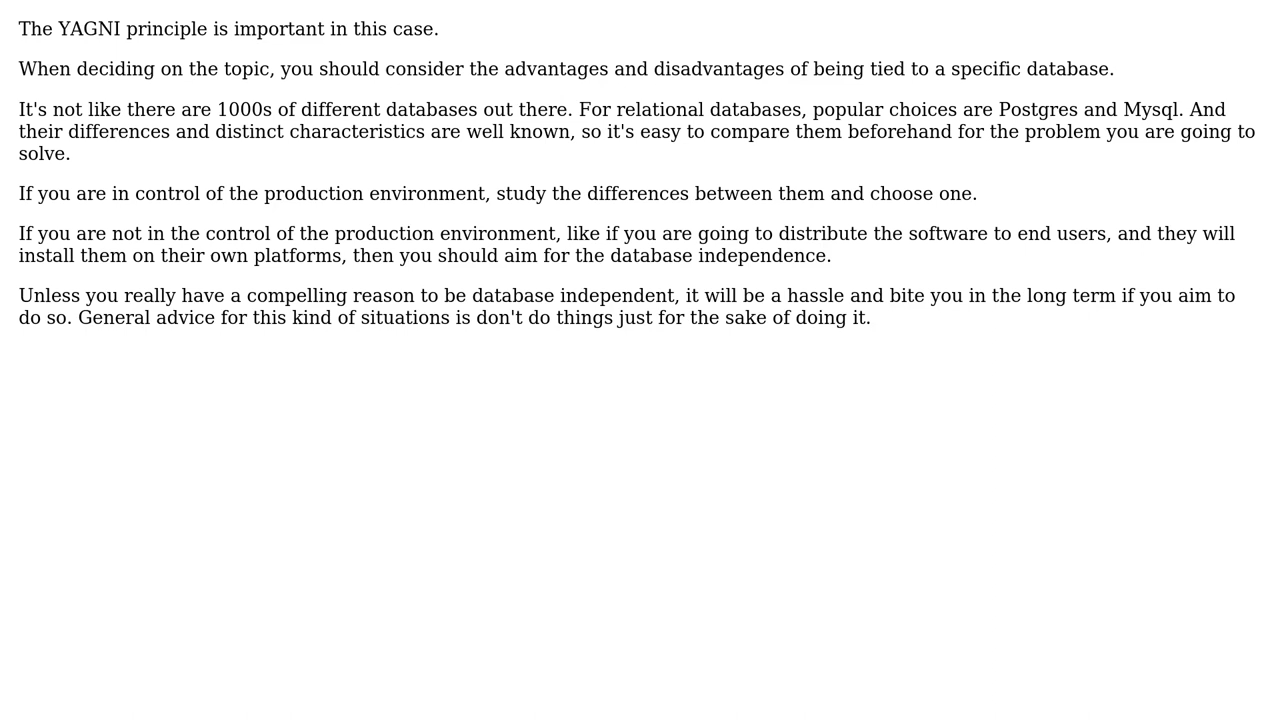 The YAGNI principle is important in this case.
When deciding on the topic, you should consider the advantages and disadvantages of being tied to a specific database.
It's not like there are 1000s of different databases out there. For relational databases, popular choices are Postgres and Mysql. And
their differences and distinct characteristics are well known, so it's easy to compare them beforehand for the problem you are going to
solve.
If you are in control of the production environment, study the differences between them and choose one.
If you are not in the control of the production environment, like if you are going to distribute the software to end users, and they will
install them on their own platforms, then you should aim for the database independence.
Unless you really have a compelling reason to be database independent, it will be a hassle and bite you in the long term if you aim to
do so. General advice for this kind of situations is don't do things just for the sake of doing it.